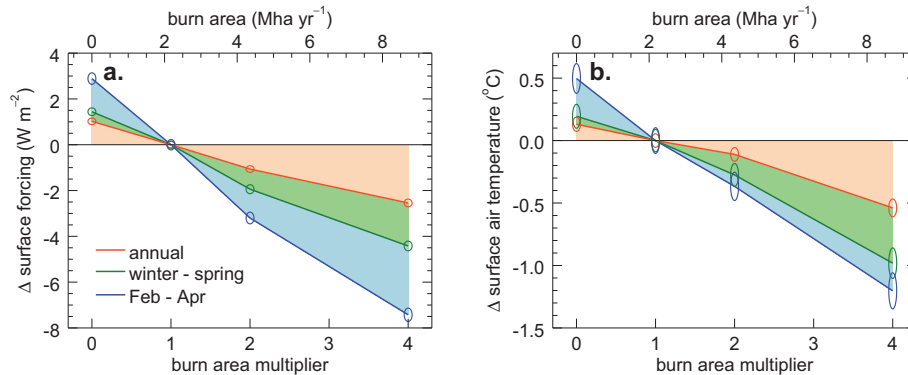 burn area (Mha yr⁻¹)
0 2 4 6 8
a.
Δ surface forcing (W m⁻²)
4
2
0
-2
-4
-6
-8
annual
winter - spring
Feb - Apr
0 1 2 3 4
burn area multiplier
burn area (Mha yr⁻¹)
0 2 4 6 8
b.
Δ surface air temperature (°C)
0.5
0.0
-0.5
-1.0
-1.5
0 1 2 3 4
burn area multiplier